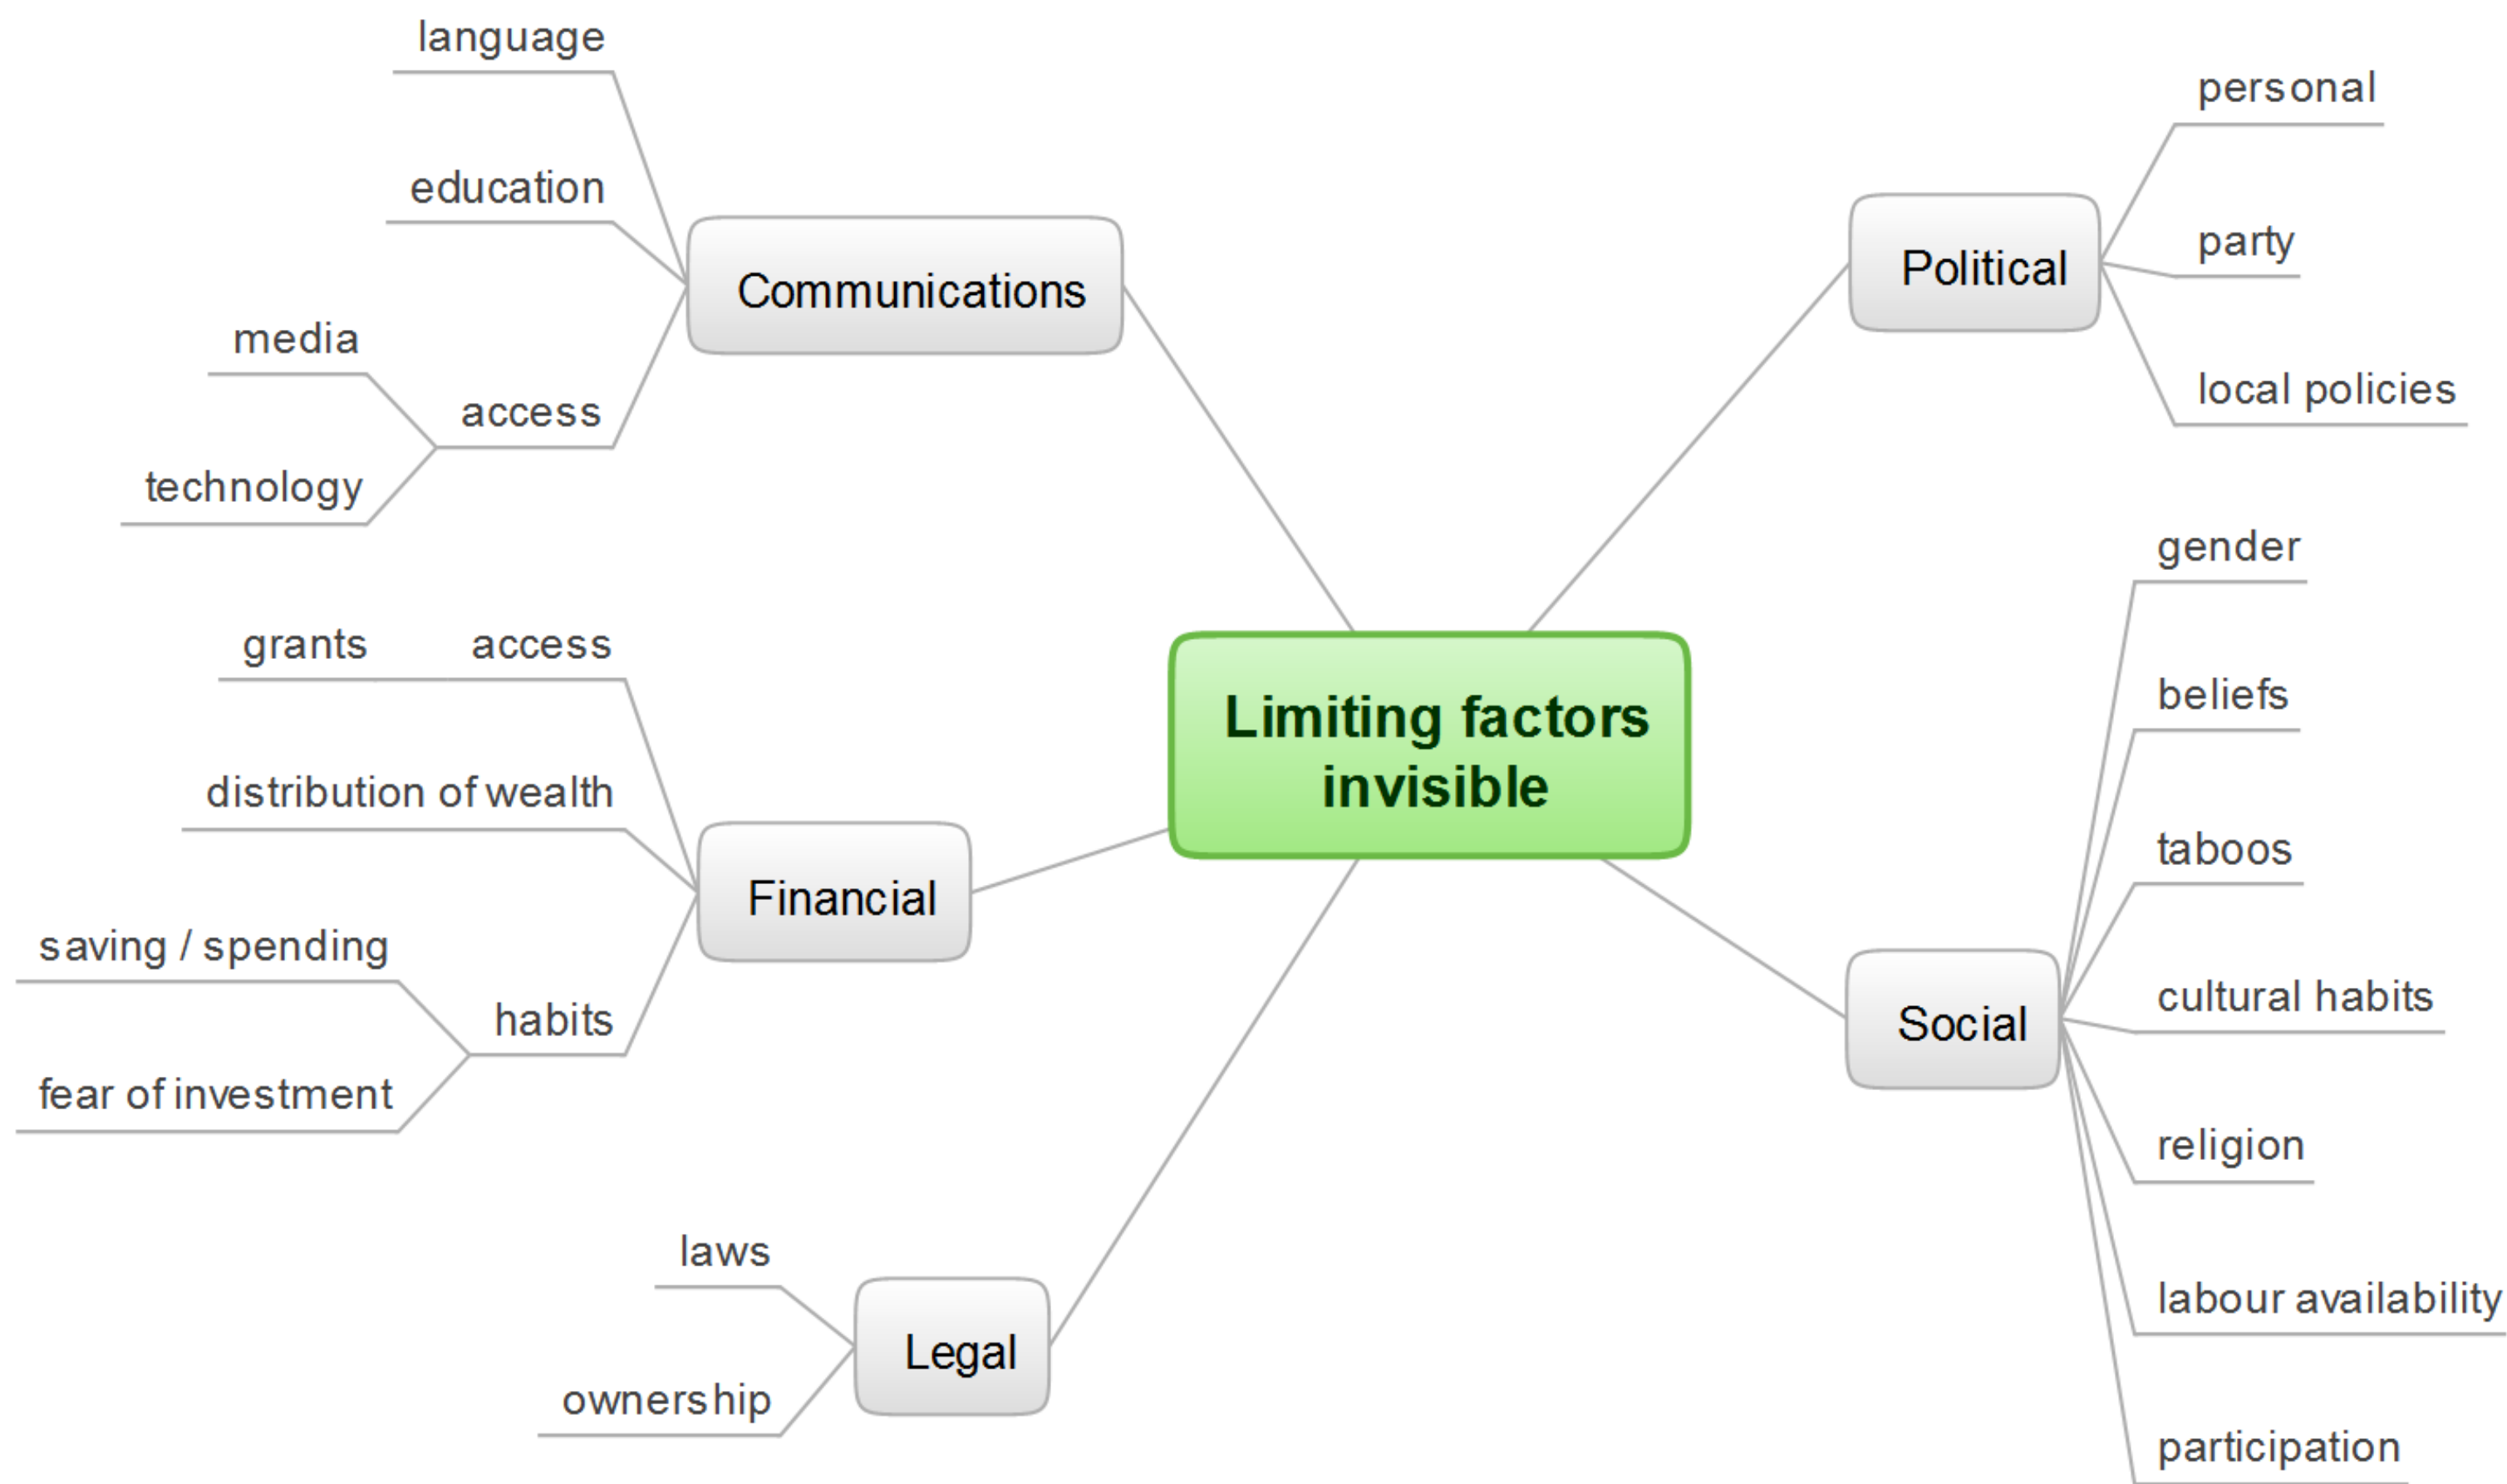 language
education
Communications
media
access
technology
personal
Political
party
local policies
Limiting factors
invisible
grants
access
distribution of wealth
Financial
saving / spending
habits
fear of investment
gender
beliefs
taboos
cultural habits
Social
religion
labour availability
participation
laws
Legal
ownership